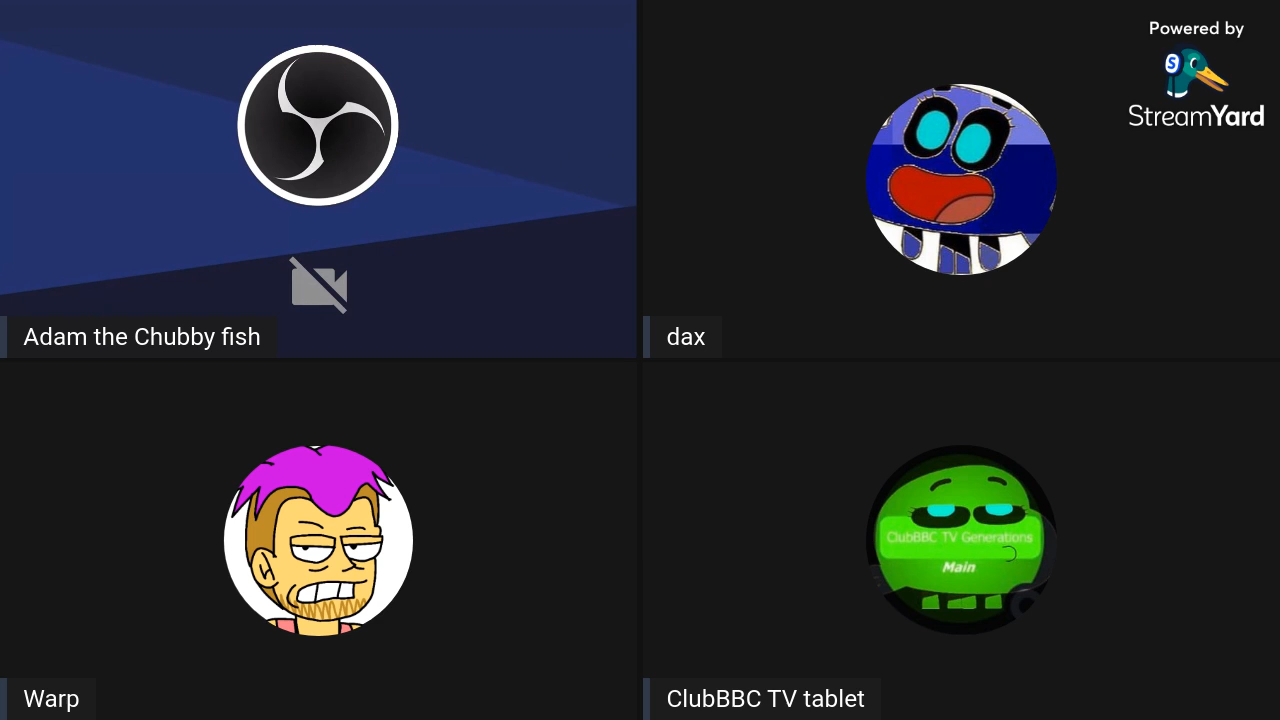 Powered by
StreamYard
S
Adam the Chubby fish
dax
ClubBBC TV Generations
Main
Warp
ClubBBC TV tablet